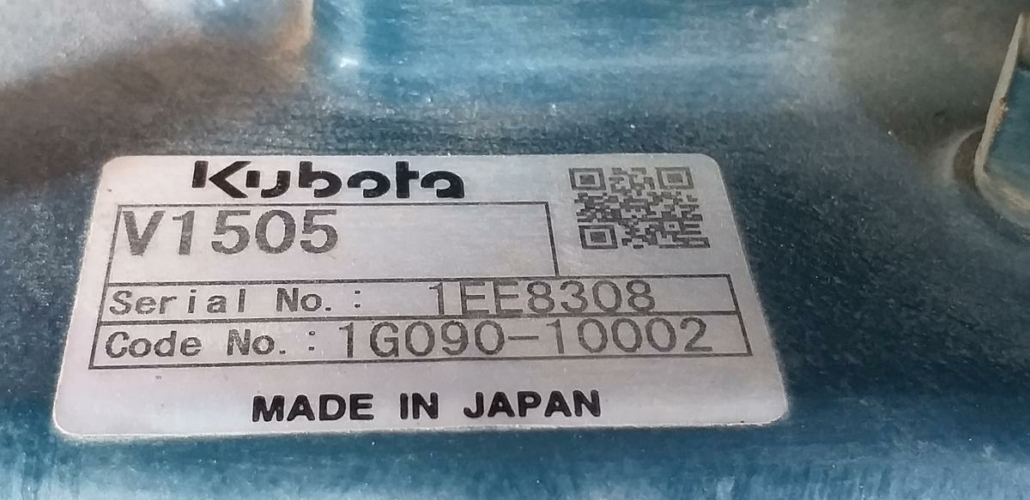 Kubota
V1505
Serial No.: 1EE8308
Code No.: 1G090-10002
MADE IN JAPAN